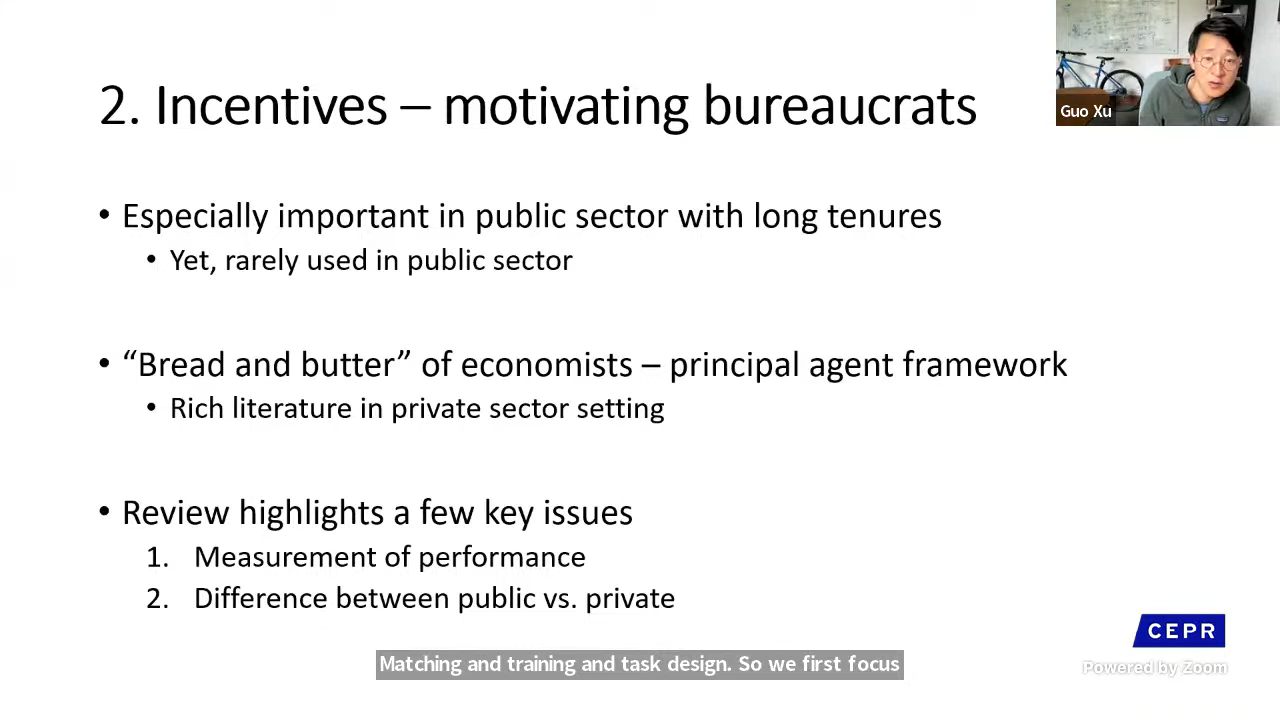 2. Incentives – motivating bureaucrats
Guo Xu
• Especially important in public sector with long tenures
• Yet, rarely used in public sector
• “Bread and butter” of economists – principal agent framework
• Rich literature in private sector setting
• Review highlights a few key issues
1. Measurement of performance
2. Difference between public vs. private
CEPR
Powered by Zoom
Matching and training and task design. So we first focus